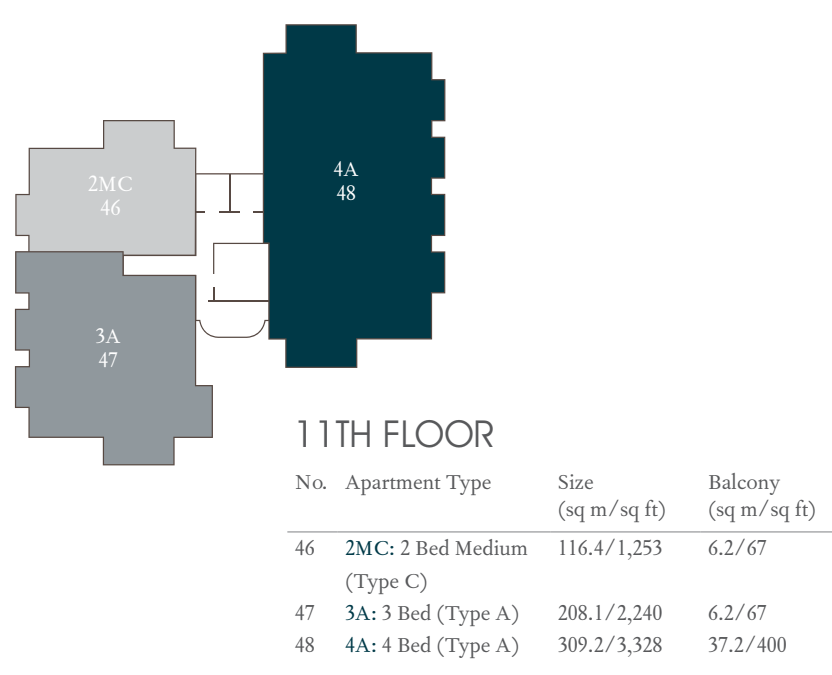 4A
48
2MC
46
3A
47
11TH FLOOR
No. Apartment Type Size Balcony
(sq m/sq ft) (sq m/sq ft)
46 2MC: 2 Bed Medium 116.4/1,253 6.2/67
(Type C)
47 3A: 3 Bed (Type A) 208.1/2,240 6.2/67
48 4A: 4 Bed (Type A) 309.2/3,328 37.2/400